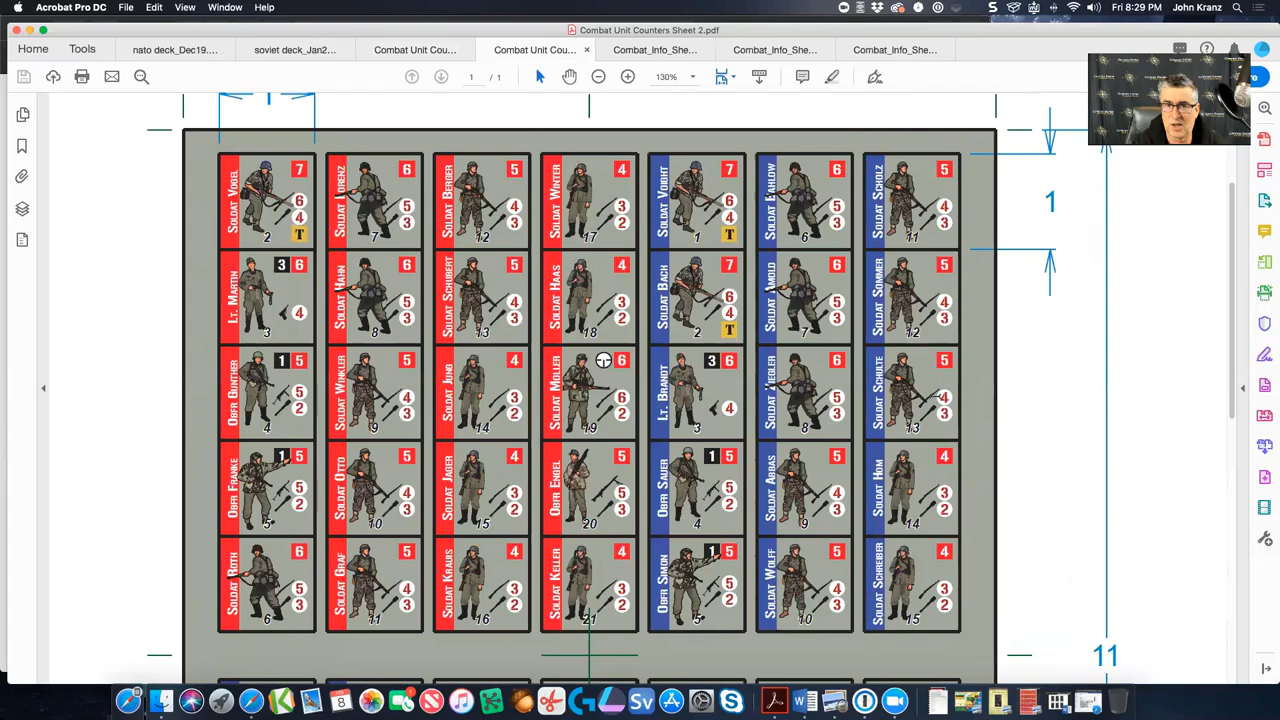 Acrobat Pro DC File Edit View Window Help Fri 8:29 PM John Kranz
Combat Unit Counters Sheet 2.pdf
Home Tools nato deck_Dec19.... soviet deck_Jan2... Combat Unit Cou... Combat Unit Cou... × Combat_Info_She... Combat_Info_She... Combat_Info_She...
1 / 1 130%
1
1
11
SOLDAT VOGEL 7 6 4 T 2
SOLDAT LORENZ 6 5 3 7
SOLDAT BERGER 5 4 3 12
SOLDAT WINTER 4 3 2 17
SOLDAT VOIGHT 7 6 4 T 1
6 5 3 6
SOLDAT SCHOLZ 5 4 3 11
LT. MARTIN 3 6 4 3
SOLDAT HAHN 6 5 3 8
SOLDAT SCHUBERT 5 4 3 13
SOLDAT HAAS 4 3 2 18
SOLDAT BACH 7 6 4 T 2
SOLDAT 6 5 3 7
SOLDAT SOMMER 5 4 3 12
OBFR GUNTHER 1 5 5 2 4
SOLDAT WINKLER 5 4 3 9
SOLDAT JUNG 4 3 2 14
SOLDAT MOLLER 6 6 2 19
LT. BRANDT 3 6 4 3
SOLDAT 6 5 3 8
SOLDAT SCHULTE 5 4 3 13
OBFR FRANKE 1 5 5 2 5
SOLDAT OTTO 5 4 3 10
SOLDAT JAGER 4 3 2 15
OBFR ENGEL 5 5 3 20
OBFR SAUER 1 5 5 2 4
SOLDAT ABBAS 5 4 3 9
SOLDAT HOM 4 3 2 14
SOLDAT ROTH 6 5 3 6
SOLDAT GRAF 5 4 3 11
SOLDAT KRAUS 4 3 2 16
SOLDAT KELLER 4 3 2 21
OBFR SIMON 1 5 5 2 5
SOLDAT WOLFF 5 4 3 10
SOLDAT SCHREIBER 4 3 2 15